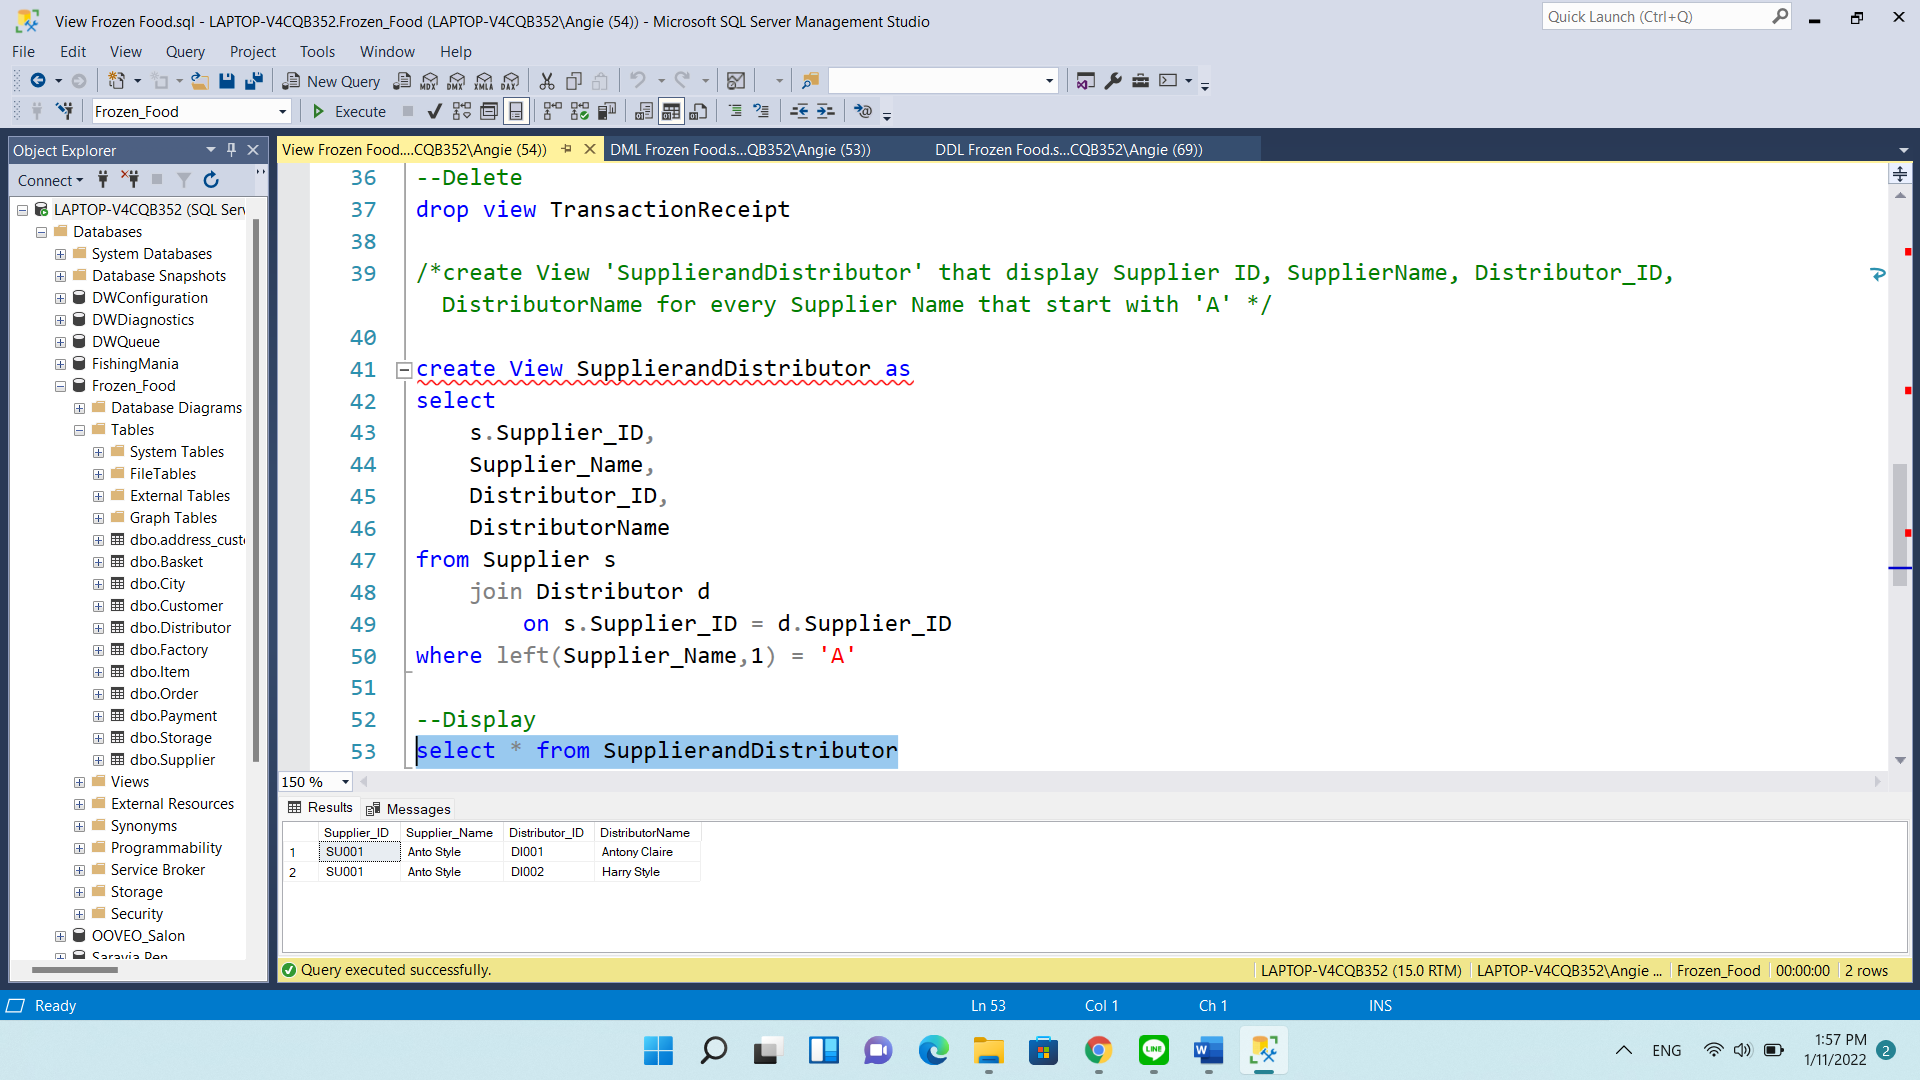 View Frozen Food.sql - LAPTOP-V4CQB352.Frozen_Food (LAPTOP-V4CQB352\Angie (54)) - Microsoft SQL Server Management Studio
Quick Launch (Ctrl+Q)
File Edit View Query Project Tools Window Help
New Query MDX DMX XMLA DAX
Frozen_Food Execute
Object Explorer
Connect
LAPTOP-V4CQB352 (SQL Serv
Databases
System Databases
Database Snapshots
DWConfiguration
DWDiagnostics
DWQueue
FishingMania
Frozen_Food
Database Diagrams
Tables
System Tables
FileTables
External Tables
Graph Tables
dbo.address_custo
dbo.Basket
dbo.City
dbo.Customer
dbo.Distributor
dbo.Factory
dbo.Item
dbo.Order
dbo.Payment
dbo.Storage
dbo.Supplier
Views
External Resources
Synonyms
Programmability
Service Broker
Storage
Security
OOVEO_Salon
Saravia Pen
View Frozen Food....CQB352\Angie (54)) DML Frozen Food.s...QB352\Angie (53)) DDL Frozen Food.s...CQB352\Angie (69))
36 --Delete
37 drop view TransactionReceipt
38
39 /*create View 'SupplierandDistributor' that display Supplier ID, SupplierName, Distributor_ID,
DistributorName for every Supplier Name that start with 'A' */
40
41 create View SupplierandDistributor as
42 select
43 s.Supplier_ID,
44 Supplier_Name,
45 Distributor_ID,
46 DistributorName
47 from Supplier s
48 join Distributor d
49 on s.Supplier_ID = d.Supplier_ID
50 where left(Supplier_Name,1) = 'A'
51
52 --Display
53 select * from SupplierandDistributor
150 %
Results Messages
Supplier_ID Supplier_Name Distributor_ID DistributorName
1 SU001 Anto Style DI001 Antony Claire
2 SU001 Anto Style DI002 Harry Style
Query executed successfully. LAPTOP-V4CQB352 (15.0 RTM) LAPTOP-V4CQB352\Angie ... Frozen_Food 00:00:00 2 rows
Ready Ln 53 Col 1 Ch 1 INS
ENG 1:57 PM
1/11/2022 2